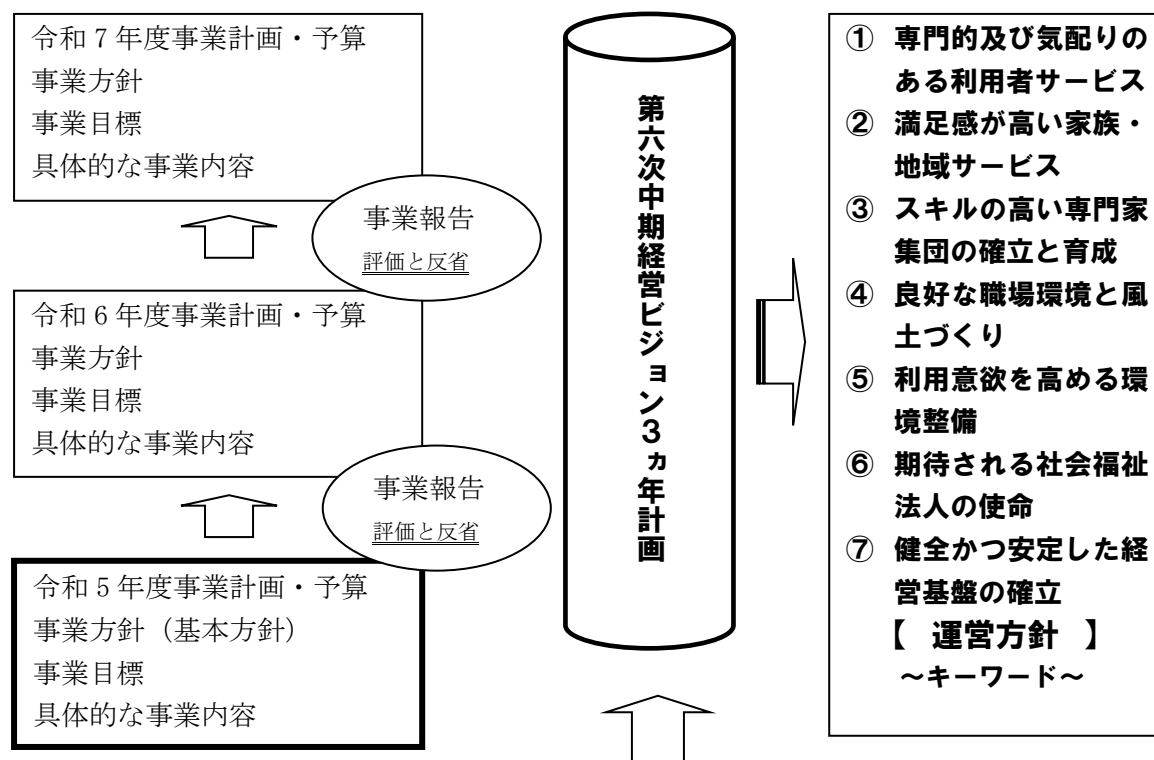 令和７年度事業計画・予算
事業方針
事業目標
具体的な事業内容
事業報告
評価と反省
令和６年度事業計画・予算
事業方針
事業目標
具体的な事業内容
事業報告
評価と反省
令和５年度事業計画・予算
事業方針（基本方針）
事業目標
具体的な事業内容
第六次中期経営ビジョン３ヵ年計画
① 専門的及び気配りの
ある利用者サービス
② 満足感が高い家族・
地域サービス
③ スキルの高い専門家
集団の確立と育成
④ 良好な職場環境と風
土づくり
⑤ 利用意欲を高める環
境整備
⑥ 期待される社会福祉
法人の使命
⑦ 健全かつ安定した経
営基盤の確立
【 運営方針 】
～キーワード～